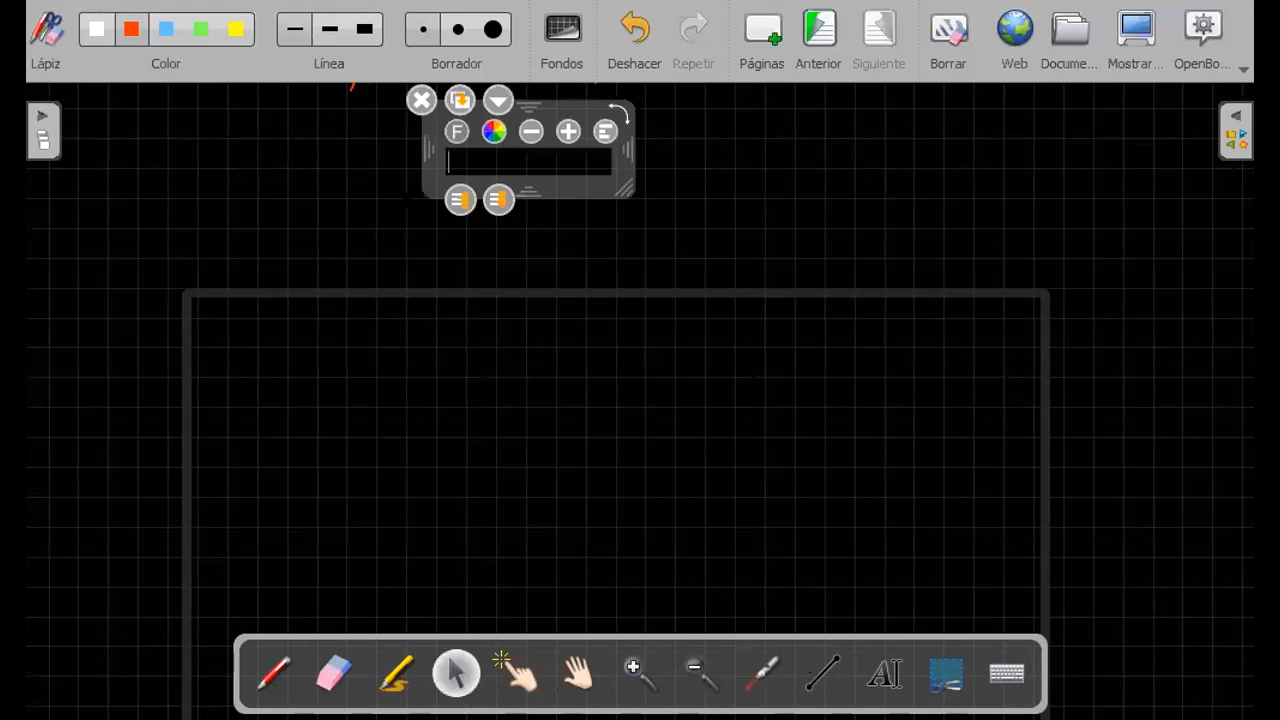 Lápiz Color Línea Borrador Fondos Deshacer Repetir Páginas Anterior Siguiente Borrar Web Docume... Mostrar... OpenBo...
F
AI